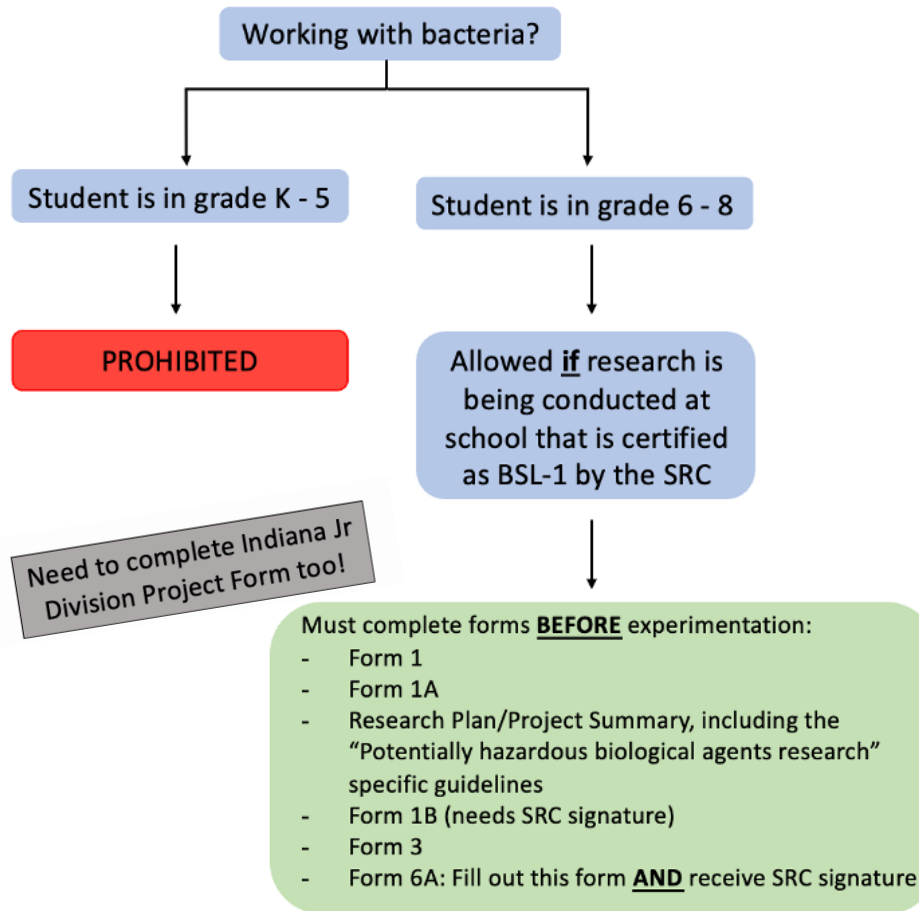 Working with bacteria?
Student is in grade K - 5
Student is in grade 6 - 8
PROHIBITED
Allowed if research is
being conducted at
school that is certified
as BSL-1 by the SRC
Need to complete Indiana Jr
Division Project Form too!
Must complete forms BEFORE experimentation:
- Form 1
- Form 1A
- Research Plan/Project Summary, including the
“Potentially hazardous biological agents research”
specific guidelines
- Form 1B (needs SRC signature)
- Form 3
- Form 6A: Fill out this form AND receive SRC signature